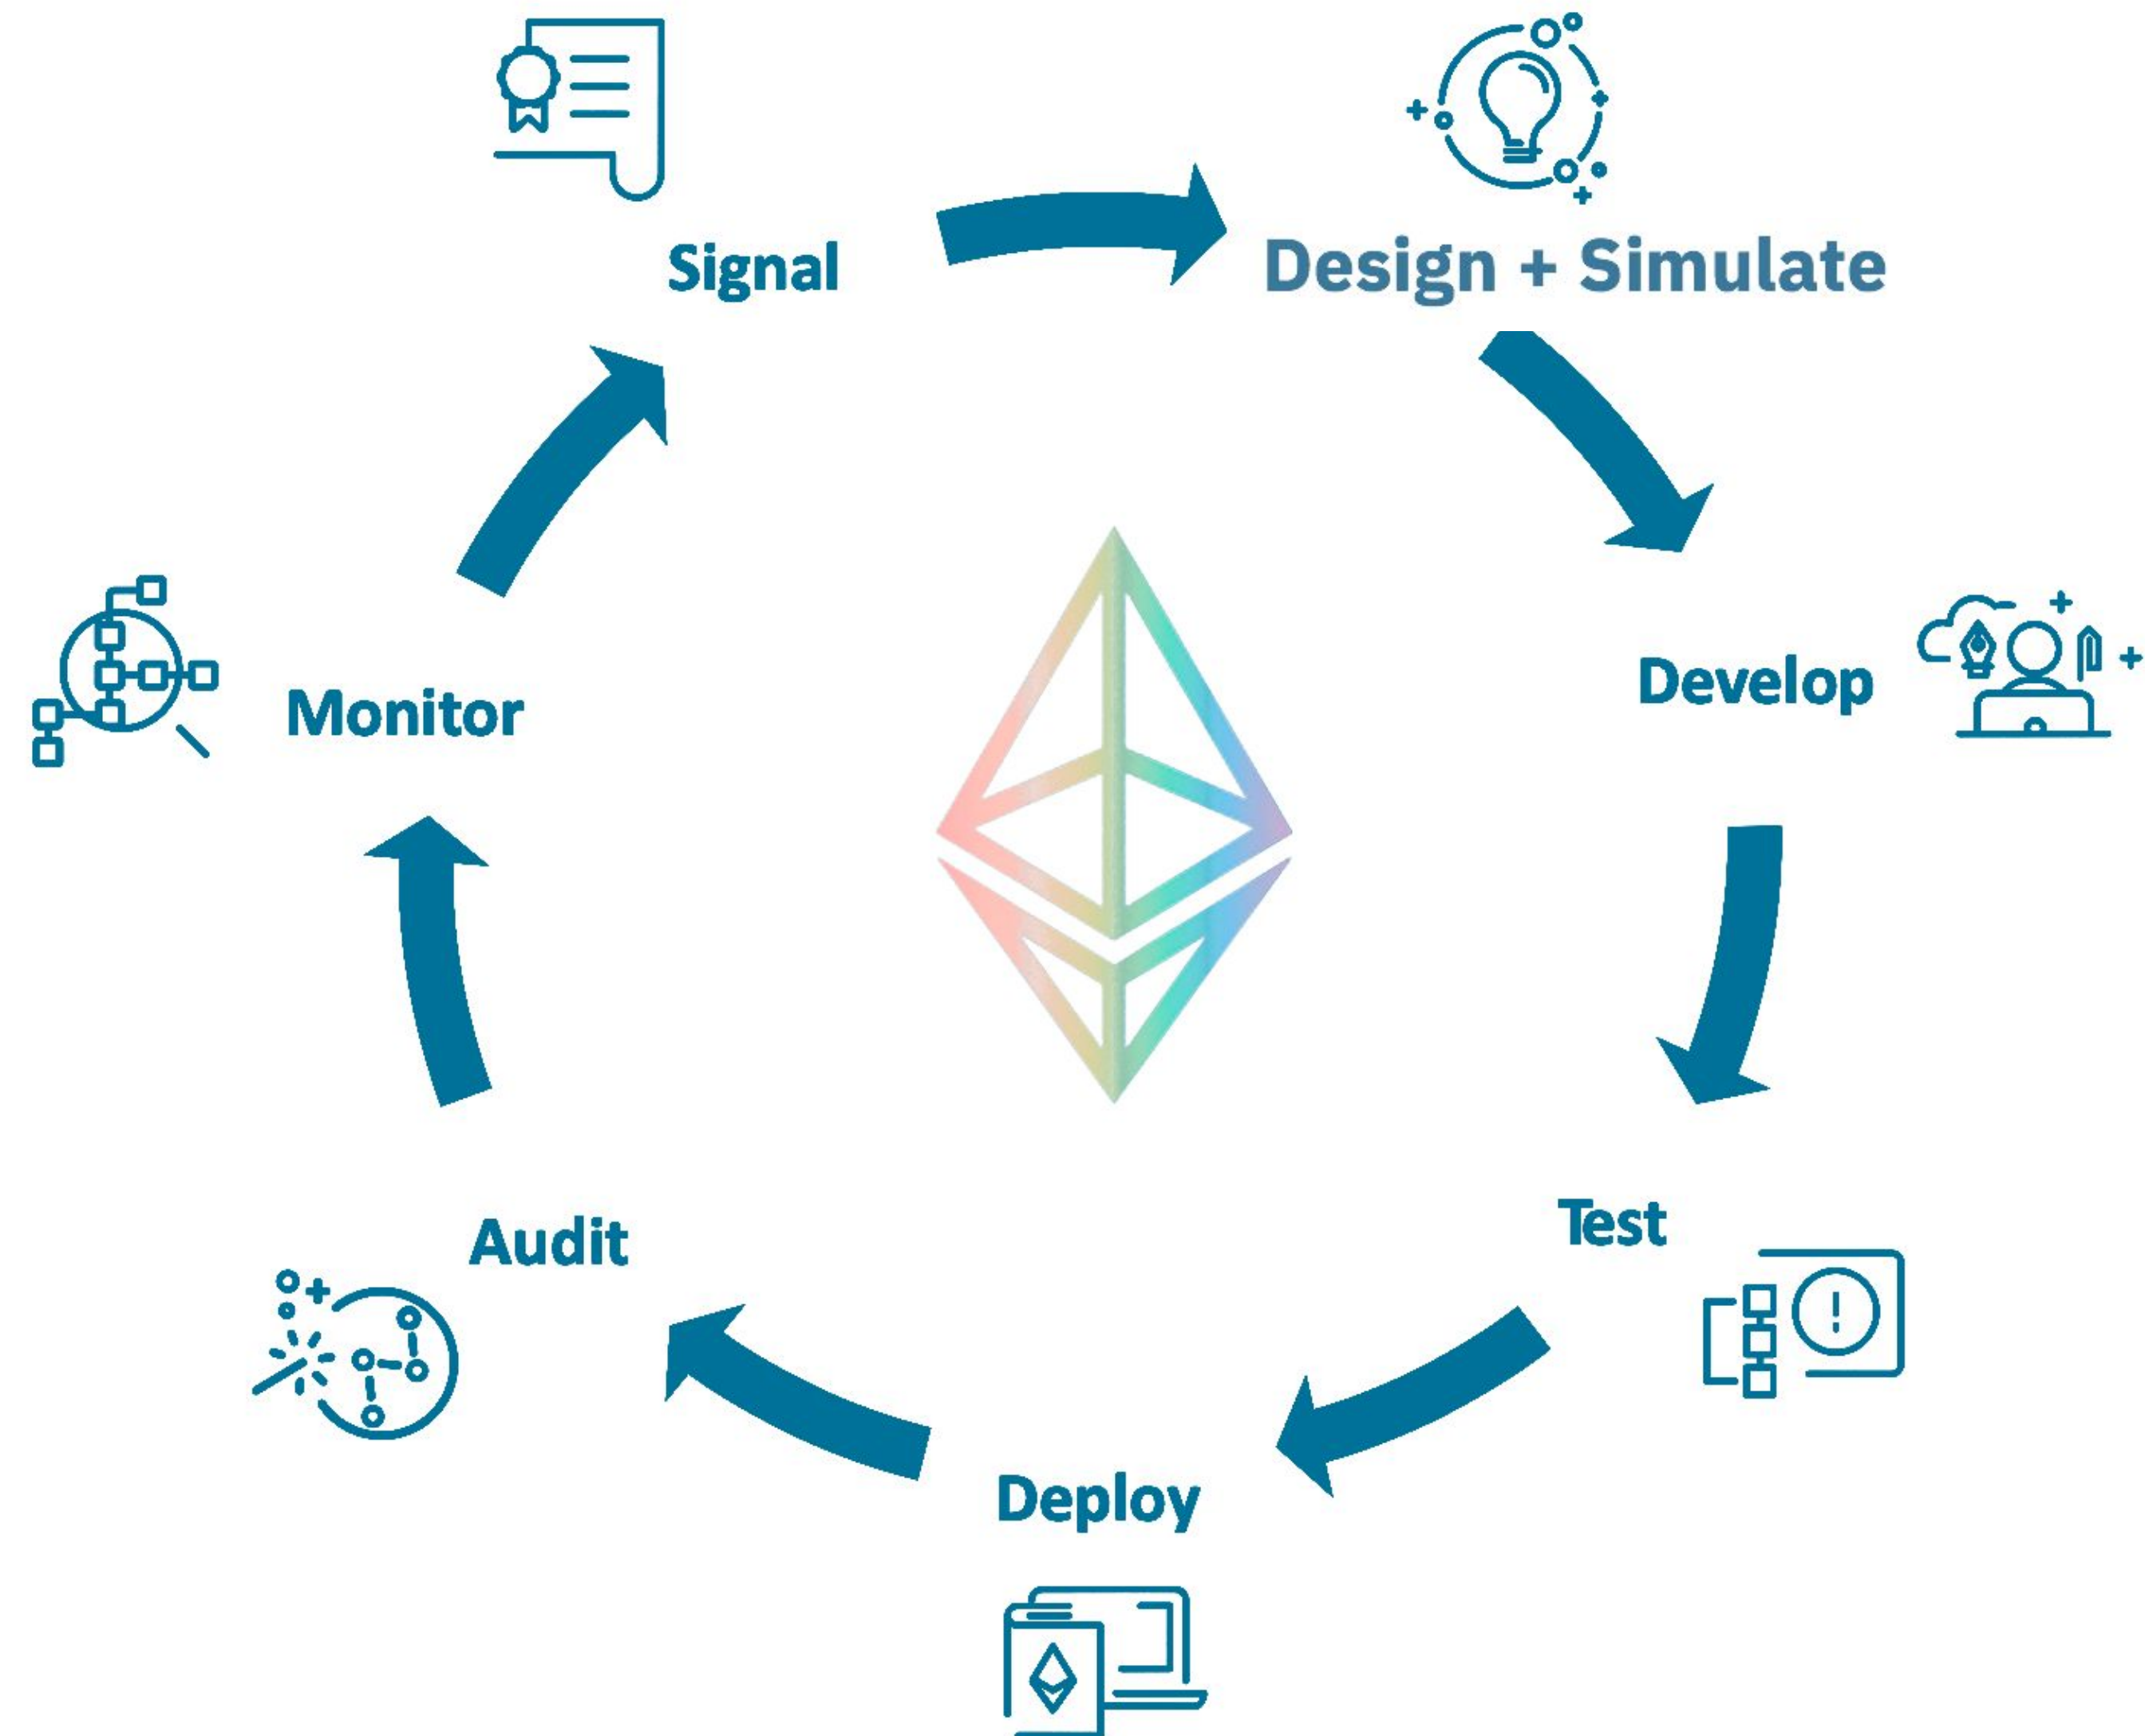 Signal
Design + Simulate
Develop
Test
Deploy
Audit
Monitor